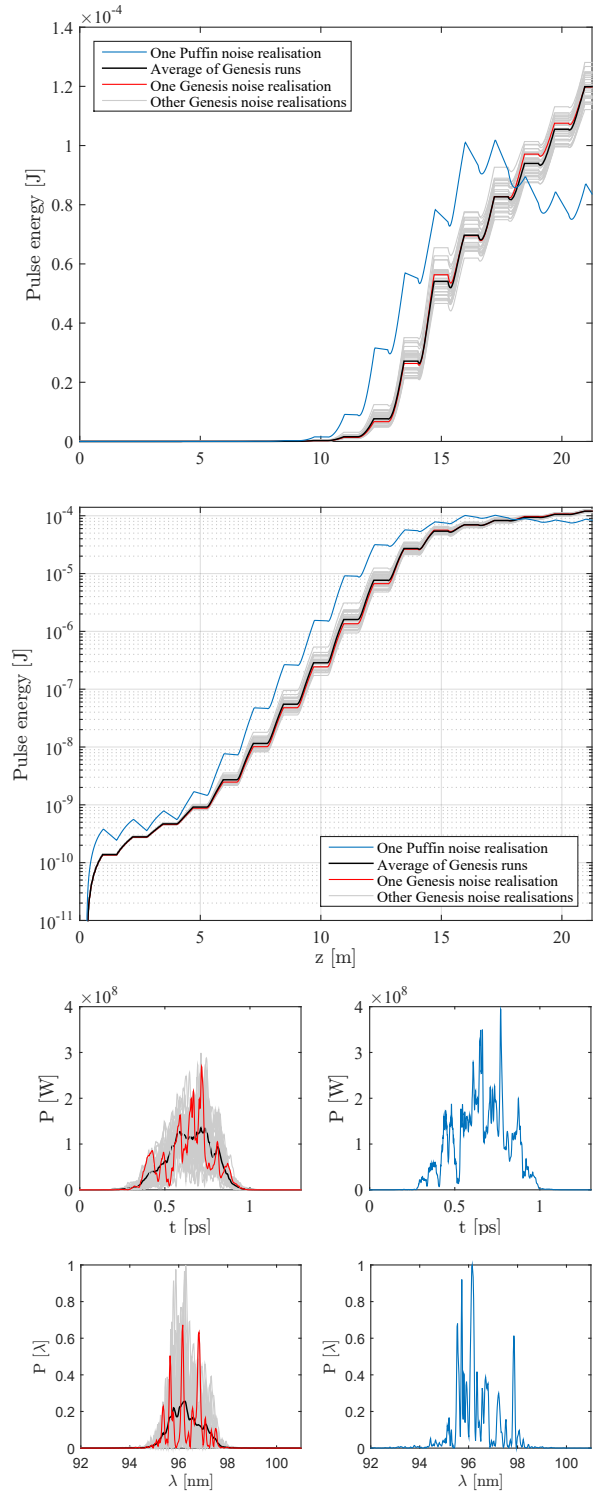 ×10⁻⁴
1.4
1.2
1
0.8
0.6
0.4
0.2
0
Pulse energy [J]
One Puffin noise realisation
Average of Genesis runs
One Genesis noise realisation
Other Genesis noise realisations
0 5 10 15 20
10⁻⁴
10⁻⁵
10⁻⁶
10⁻⁷
10⁻⁸
10⁻⁹
10⁻¹⁰
10⁻¹¹
Pulse energy [J]
One Puffin noise realisation
Average of Genesis runs
One Genesis noise realisation
Other Genesis noise realisations
0 5 10 15 20
z [m]
×10⁸
4
3
2
1
0
P [W]
0 0.5 1
t [ps]
×10⁸
4
3
2
1
0
P [W]
0 0.5 1
t [ps]
1
0.8
0.6
0.4
0.2
0
P [λ]
92 94 96 98 100
λ [nm]
1
0.8
0.6
0.4
0.2
0
P [λ]
92 94 96 98 100
λ [nm]